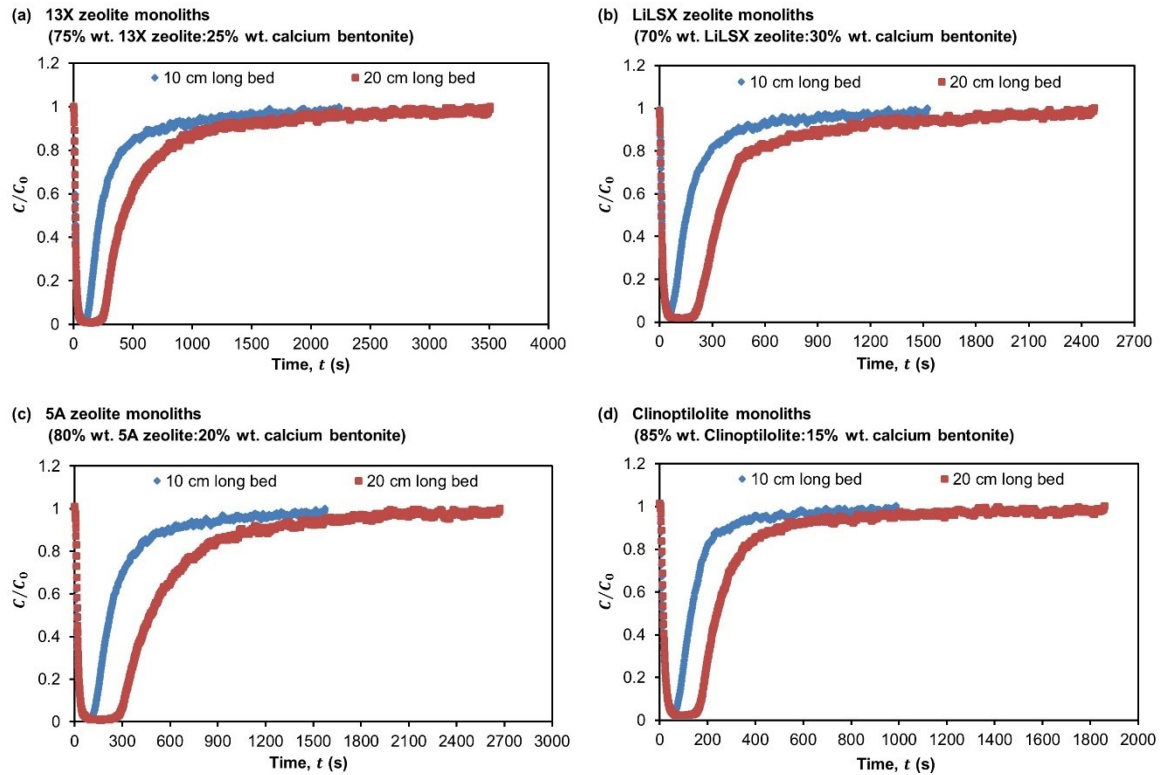 (a) 13X zeolite monoliths
(75% wt. 13X zeolite:25% wt. calcium bentonite)
10 cm long bed 20 cm long bed
1.2
1
0.8
0.6
0.4
0.2
0
C/C₀
0 500 1000 1500 2000 2500 3000 3500 4000
Time, t (s)
(b) LiLSX zeolite monoliths
(70% wt. LiLSX zeolite:30% wt. calcium bentonite)
10 cm long bed 20 cm long bed
1.2
1
0.8
0.6
0.4
0.2
0
C/C₀
0 300 600 900 1200 1500 1800 2100 2400 2700
Time, t (s)
(c) 5A zeolite monoliths
(80% wt. 5A zeolite:20% wt. calcium bentonite)
10 cm long bed 20 cm long bed
1.2
1
0.8
0.6
0.4
0.2
0
C/C₀
0 300 600 900 1200 1500 1800 2100 2400 2700 3000
Time, t (s)
(d) Clinoptilolite monoliths
(85% wt. Clinoptilolite:15% wt. calcium bentonite)
10 cm long bed 20 cm long bed
1.2
1
0.8
0.6
0.4
0.2
0
C/C₀
0 200 400 600 800 1000 1200 1400 1600 1800 2000
Time, t (s)